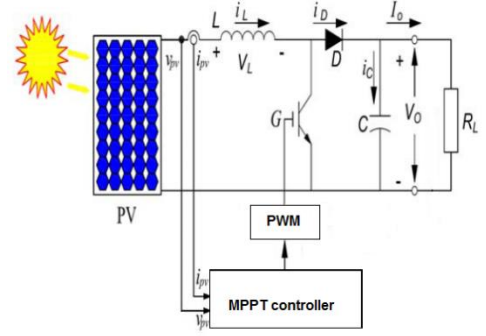 L
i_L
i_D
I_o
v_pv
i_pv
+
V_L
-
D
i_C
+
G
C
V_O
R_L
-
PV
PWM
i_pv
v_pv
MPPT controller